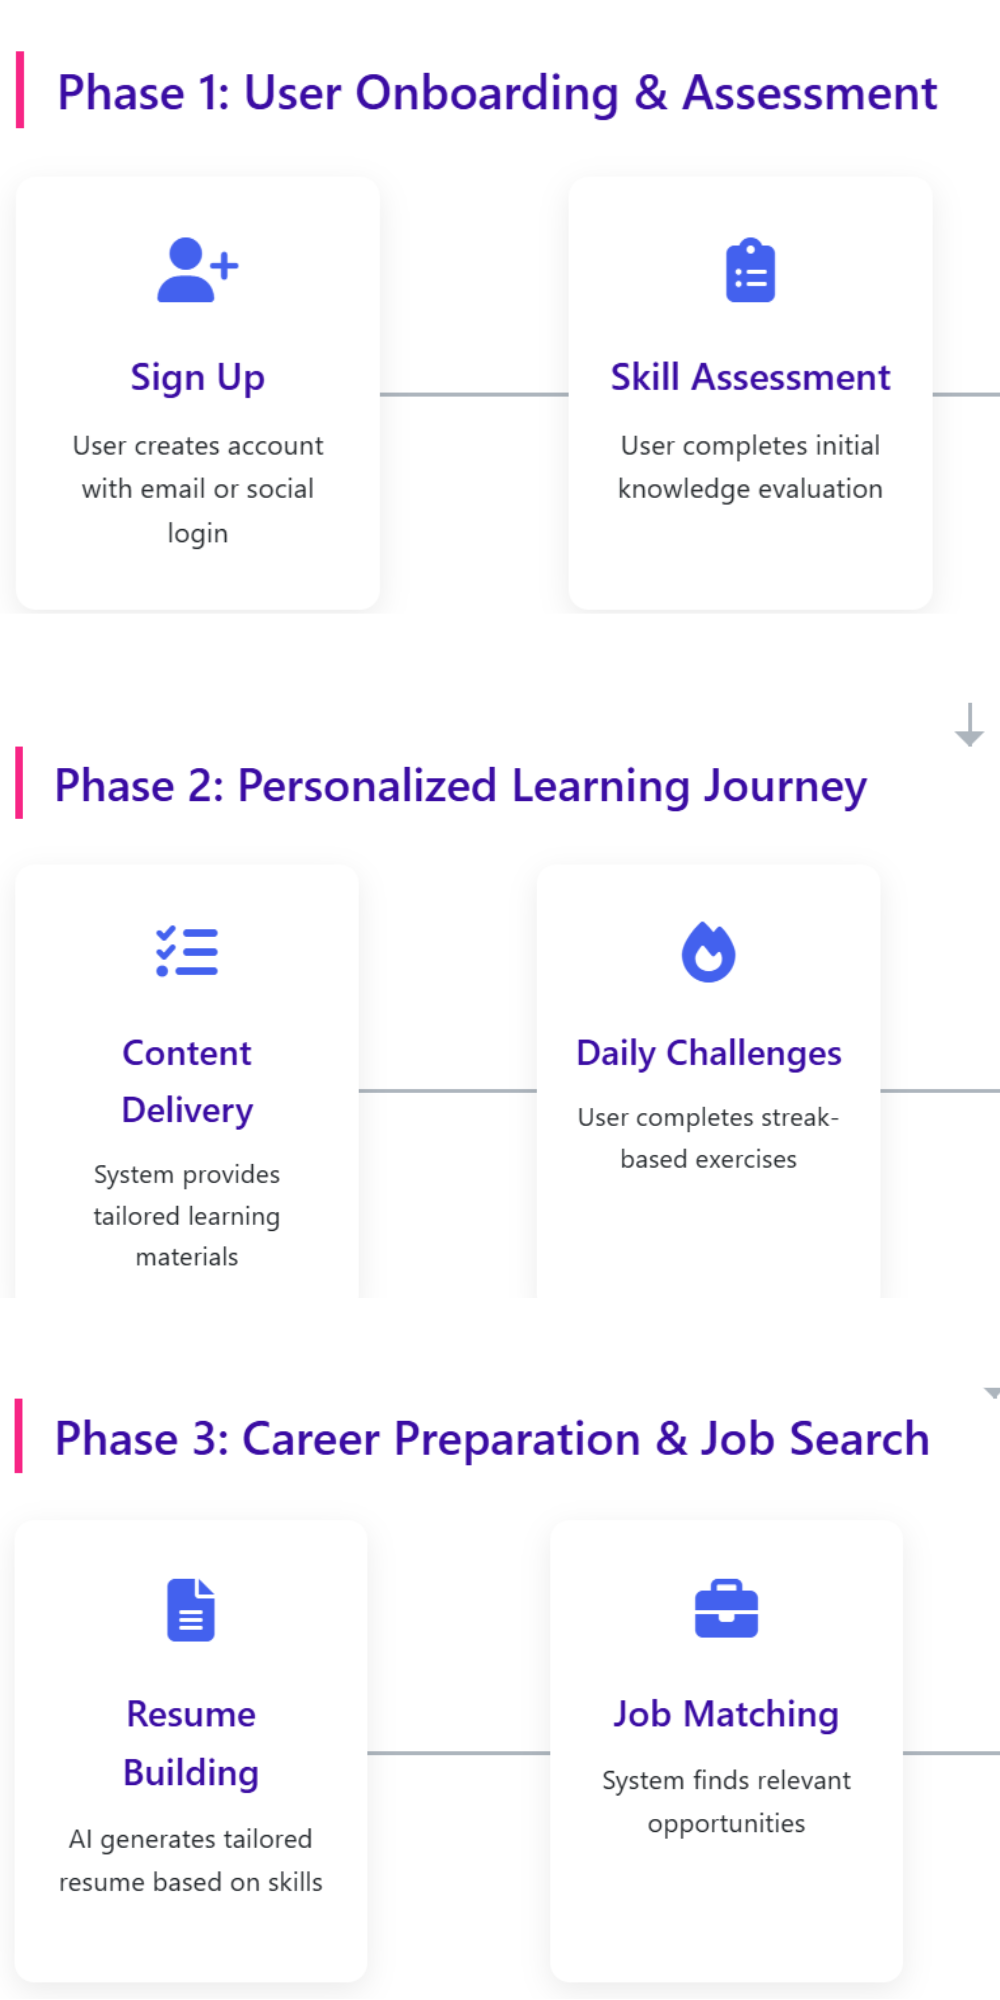 Phase 1: User Onboarding & Assessment
Sign Up
User creates account
with email or social
login
Skill Assessment
User completes initial
knowledge evaluation
Phase 2: Personalized Learning Journey
Content
Delivery
System provides
tailored learning
materials
Daily Challenges
User completes streak-
based exercises
Phase 3: Career Preparation & Job Search
Resume
Building
AI generates tailored
resume based on skills
Job Matching
System finds relevant
opportunities